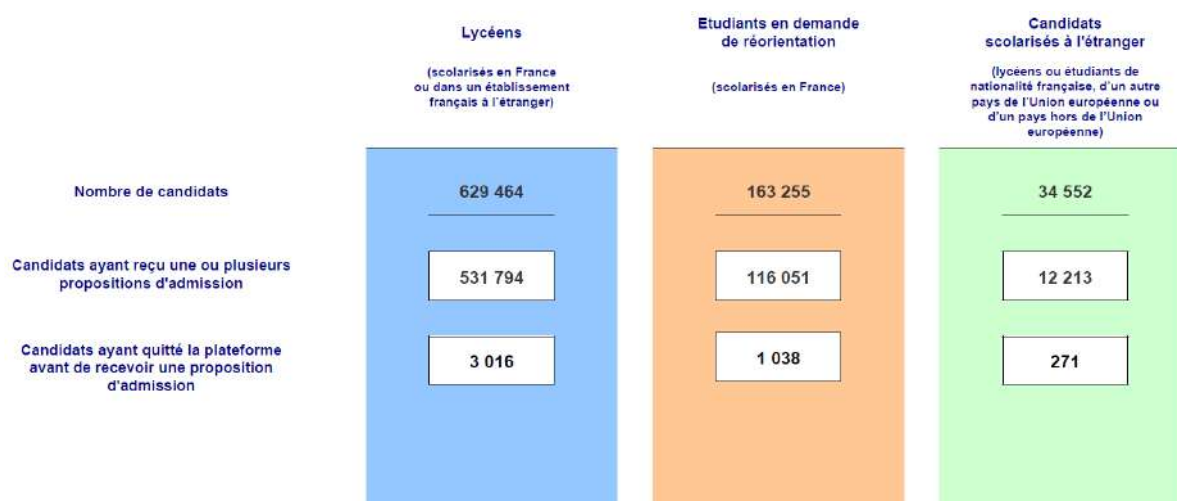 Lycéens
(scolarisés en France
ou dans un établissement
français à l'étranger)
Etudiants en demande
de réorientation
(scolarisés en France)
Candidats
scolarisés à l'étranger
(lycéens ou étudiants de
nationalité française, d'un autre
pays de l'Union européenne ou
d'un pays hors de l'Union
européenne)
Nombre de candidats
629 464
163 255
34 552
Candidats ayant reçu une ou plusieurs
propositions d'admission
531 794
116 051
12 213
Candidats ayant quitté la plateforme
avant de recevoir une proposition
d'admission
3 016
1 038
271